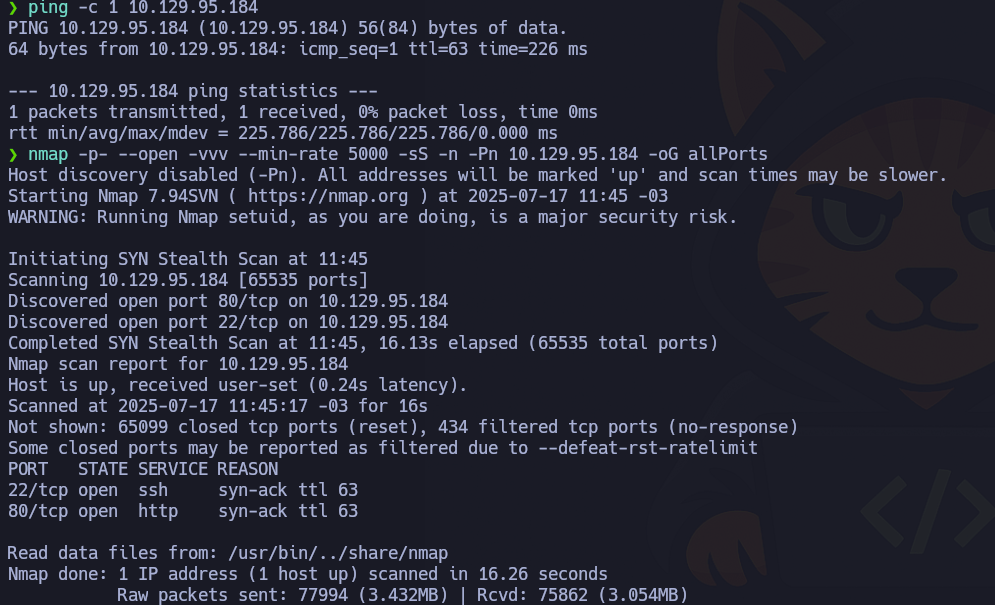 ❯ ping -c 1 10.129.95.184
PING 10.129.95.184 (10.129.95.184) 56(84) bytes of data.
64 bytes from 10.129.95.184: icmp_seq=1 ttl=63 time=226 ms
--- 10.129.95.184 ping statistics ---
1 packets transmitted, 1 received, 0% packet loss, time 0ms
rtt min/avg/max/mdev = 225.786/225.786/225.786/0.000 ms
❯ nmap -p- --open -vvv --min-rate 5000 -sS -n -Pn 10.129.95.184 -oG allPorts
Host discovery disabled (-Pn). All addresses will be marked 'up' and scan times may be slower.
Starting Nmap 7.94SVN ( https://nmap.org ) at 2025-07-17 11:45 -03
WARNING: Running Nmap setuid, as you are doing, is a major security risk.
Initiating SYN Stealth Scan at 11:45
Scanning 10.129.95.184 [65535 ports]
Discovered open port 80/tcp on 10.129.95.184
Discovered open port 22/tcp on 10.129.95.184
Completed SYN Stealth Scan at 11:45, 16.13s elapsed (65535 total ports)
Nmap scan report for 10.129.95.184
Host is up, received user-set (0.24s latency).
Scanned at 2025-07-17 11:45:17 -03 for 16s
Not shown: 65099 closed tcp ports (reset), 434 filtered tcp ports (no-response)
Some closed ports may be reported as filtered due to --defeat-rst-ratelimit
PORT   STATE SERVICE REASON
22/tcp open  ssh     syn-ack ttl 63
80/tcp open  http    syn-ack ttl 63
Read data files from: /usr/bin/../share/nmap
Nmap done: 1 IP address (1 host up) scanned in 16.26 seconds
           Raw packets sent: 77994 (3.432MB) | Rcvd: 75862 (3.054MB)